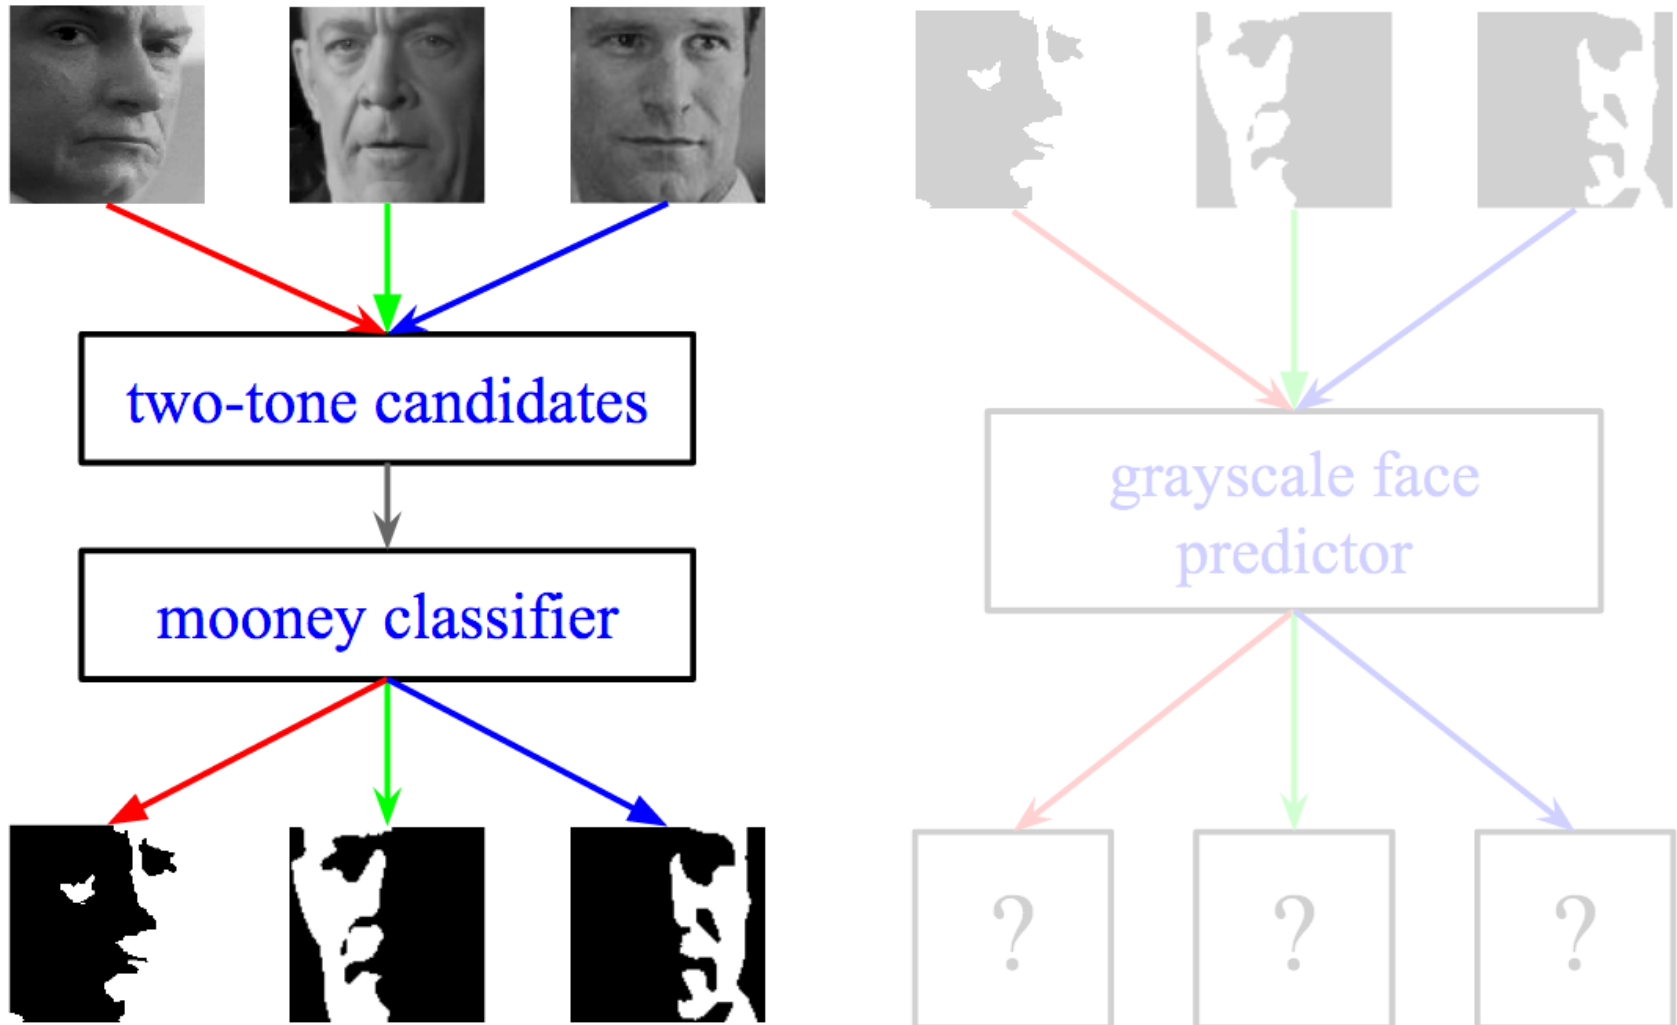 two-tone candidates
mooney classifier
grayscale face
predictor
? ? ?